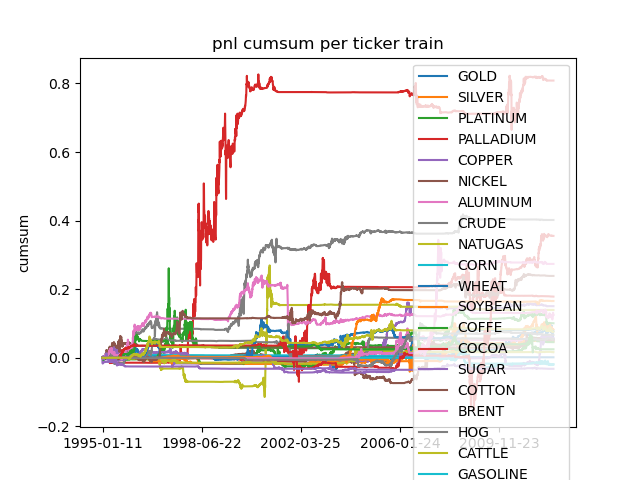 pnl cumsum per ticker train
cumsum
0.8
0.6
0.4
0.2
0.0
−0.2
1995-01-11
1998-06-22
2002-03-25
2006-01-24
2009-11-23
GOLD
SILVER
PLATINUM
PALLADIUM
COPPER
NICKEL
ALUMINUM
CRUDE
NATUGAS
CORN
WHEAT
SOYBEAN
COFFE
COCOA
SUGAR
COTTON
BRENT
HOG
CATTLE
GASOLINE